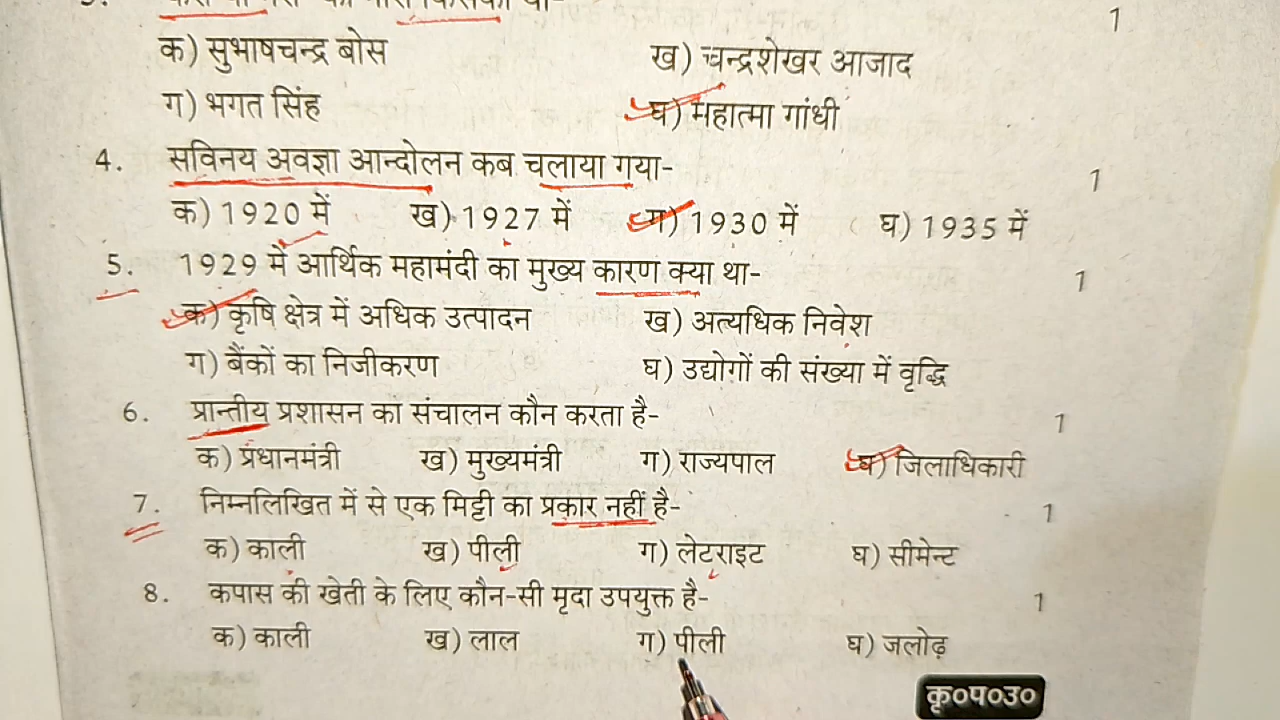 1
क) सुभाषचन्द्र बोस ख) चन्द्रशेखर आजाद
ग) भगत सिंह घ) महात्मा गांधी
4. सविनय अवज्ञा आन्दोलन कब चलाया गया- 1
क) 1920 में ख) 1927 में ग) 1930 में घ) 1935 में
5. 1929 में आर्थिक महामंदी का मुख्य कारण क्या था- 1
क) कृषि क्षेत्र में अधिक उत्पादन ख) अत्यधिक निवेश
ग) बैंकों का निजीकरण घ) उद्योगों की संख्या में वृद्धि
6. प्रान्तीय प्रशासन का संचालन कौन करता है- 1
क) प्रधानमंत्री ख) मुख्यमंत्री ग) राज्यपाल घ) जिलाधिकारी
7. निम्नलिखित में से एक मिट्टी का प्रकार नहीं है- 1
क) काली ख) पीली ग) लेटराइट घ) सीमेन्ट
8. कपास की खेती के लिए कौन-सी मृदा उपयुक्त है- 1
क) काली ख) लाल ग) पीली घ) जलोढ़
कृ०प०उ०